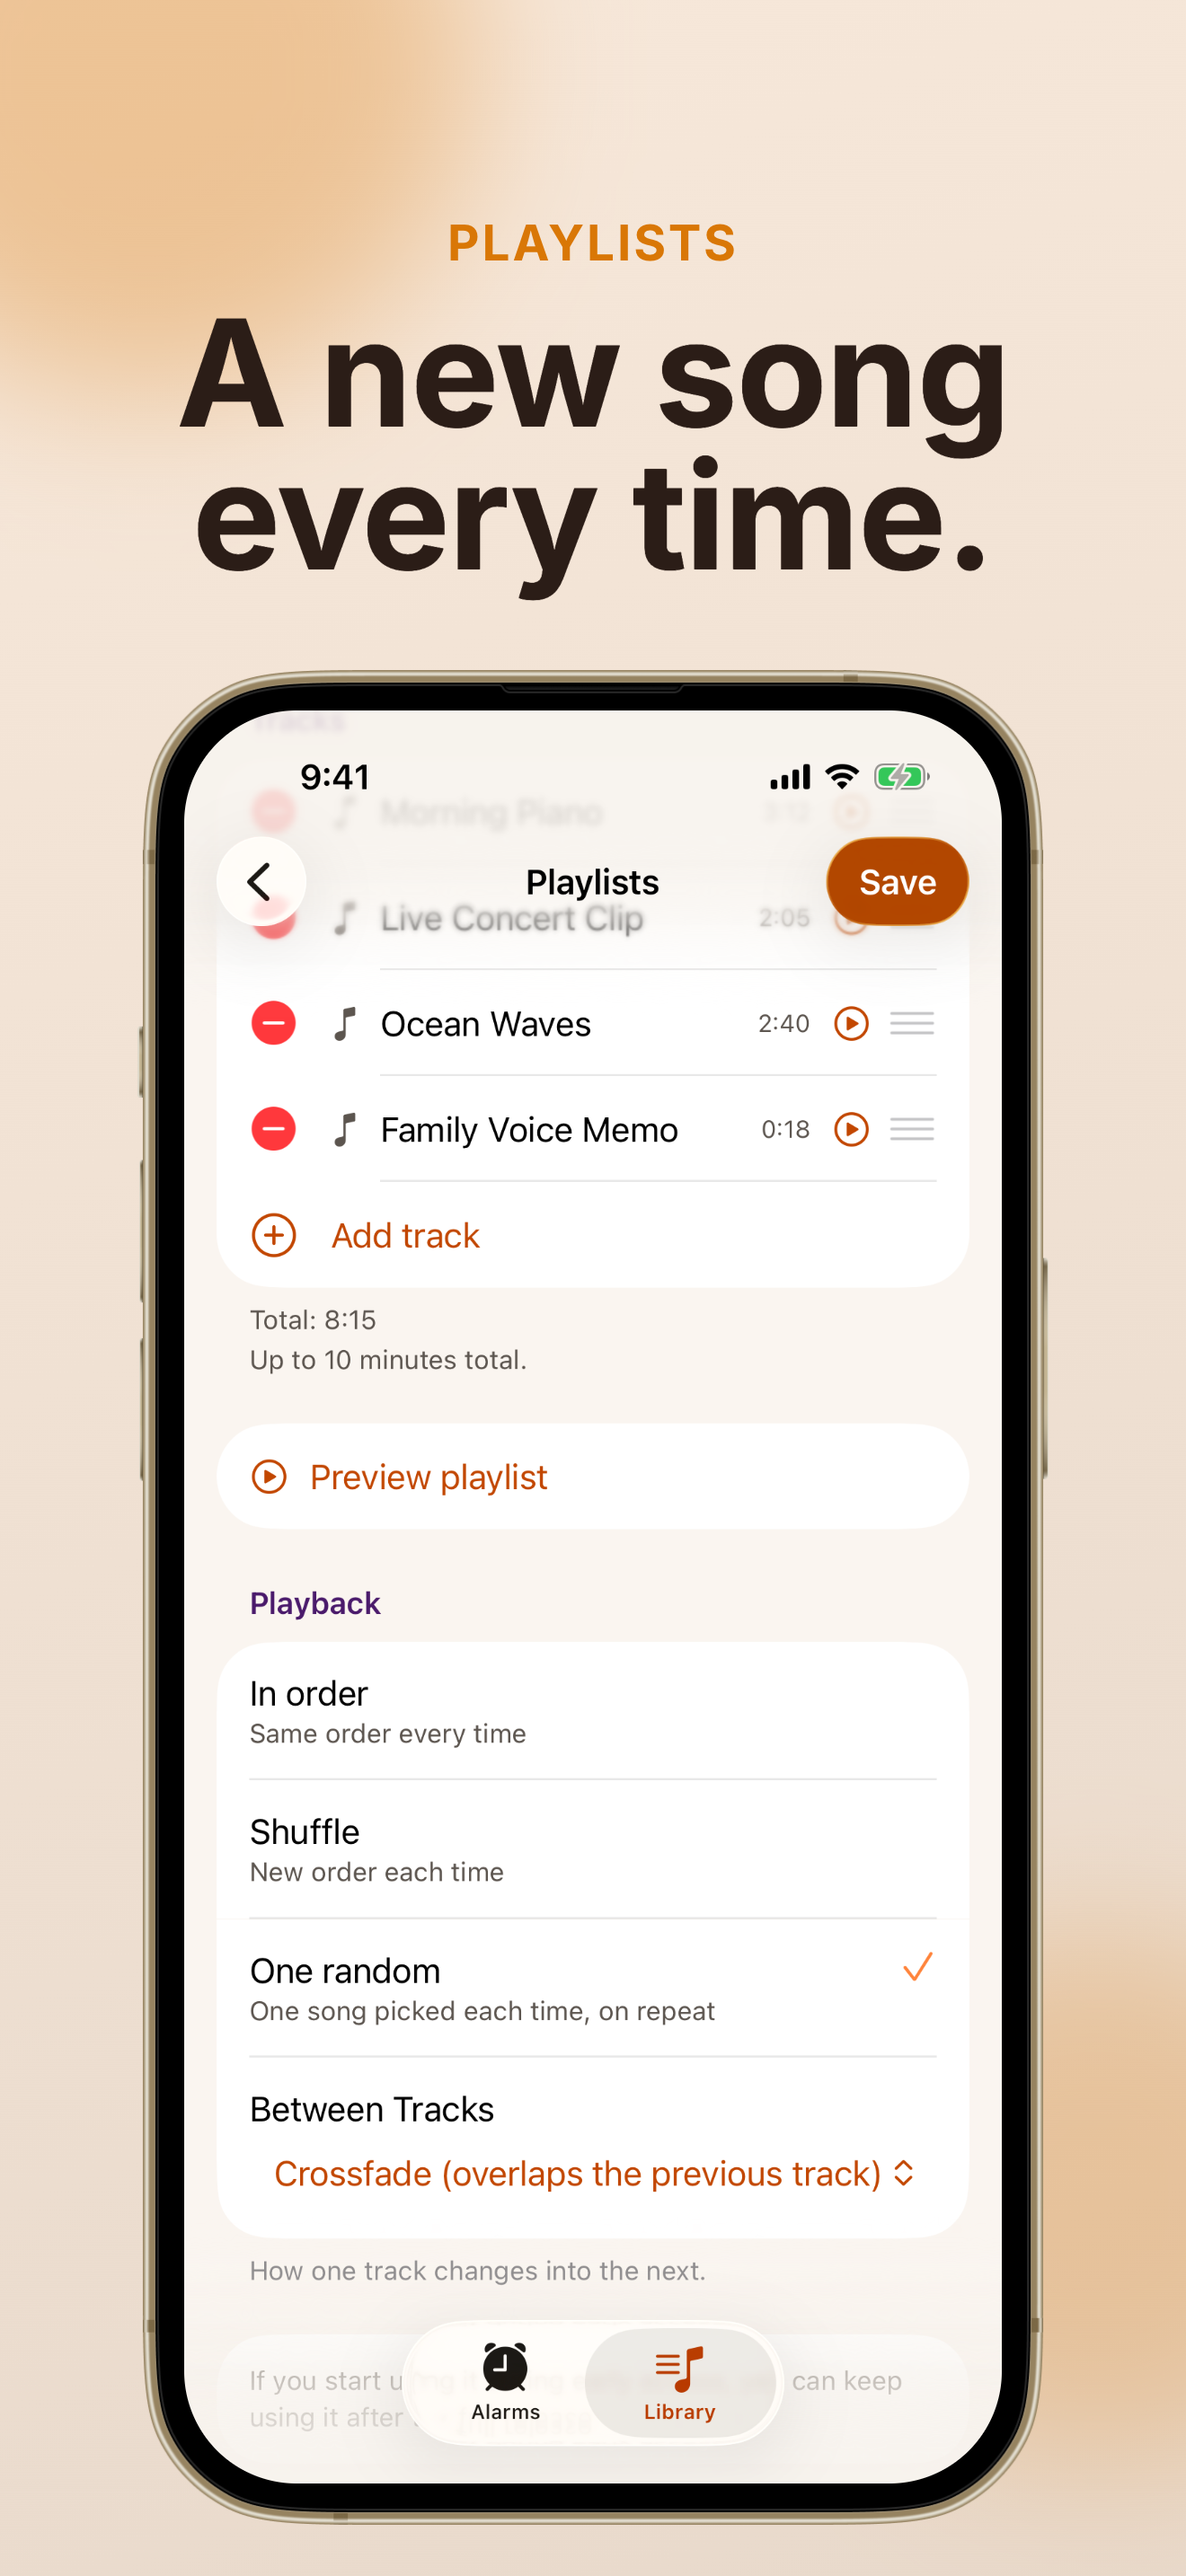 PLAYLISTS
A new song
every time.
Tracks
9:41
Morning Piano 3:12
Playlists
Save
Live Concert Clip 2:05
Ocean Waves 2:40
Family Voice Memo 0:18
Add track
Total: 8:15
Up to 10 minutes total.
Preview playlist
Playback
In order
Same order every time
Shuffle
New order each time
One random
One song picked each time, on repeat
Between Tracks
Crossfade (overlaps the previous track)
How one track changes into the next.
If you start can keep
using it after
Alarms
Library